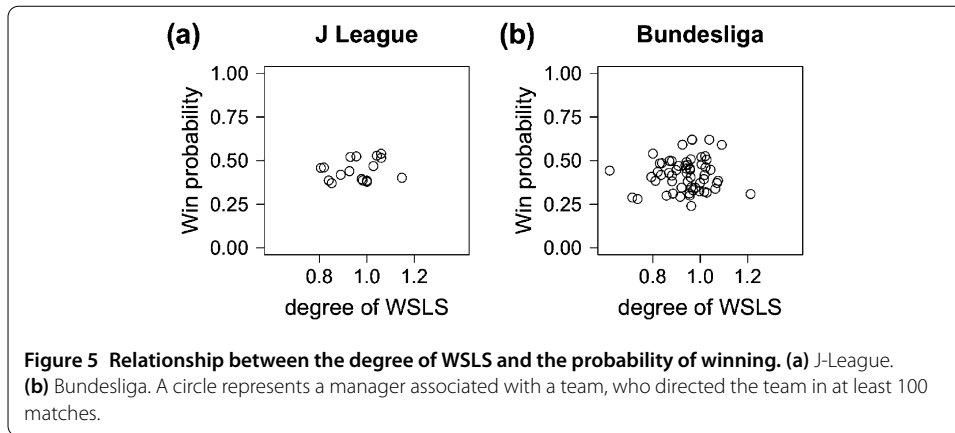 (a) J League
(b) Bundesliga
Win probability
1.00
0.75
0.50
0.25
0.00
0.8 1.0 1.2
degree of WSLS
Win probability
1.00
0.75
0.50
0.25
0.00
0.8 1.0 1.2
degree of WSLS
Figure 5 Relationship between the degree of WSLS and the probability of winning. (a) J-League.
(b) Bundesliga. A circle represents a manager associated with a team, who directed the team in at least 100
matches.